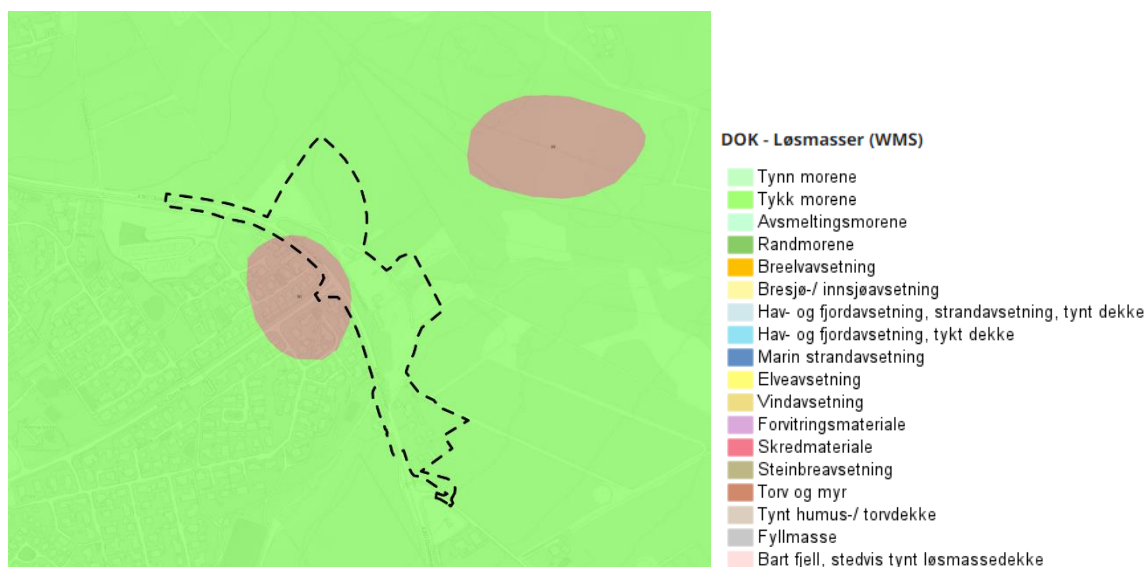 DOK - Løsmasser (WMS)
Tynn morene
Tykk morene
Avsmeltingsmorene
Randmorene
Breelvavsetning
Bresjø-/ innsjøavsetning
Hav- og fjordavsetning, strandavsetning, tynt dekke
Hav- og fjordavsetning, tykt dekke
Marin strandavsetning
Elveavsetning
Vindavsetning
Forvitringsmateriale
Skredmateriale
Steinbreavsetning
Torv og myr
Tynt humus-/ torvdekke
Fyllmasse
Bart fjell, stedvis tynt løsmassedekke